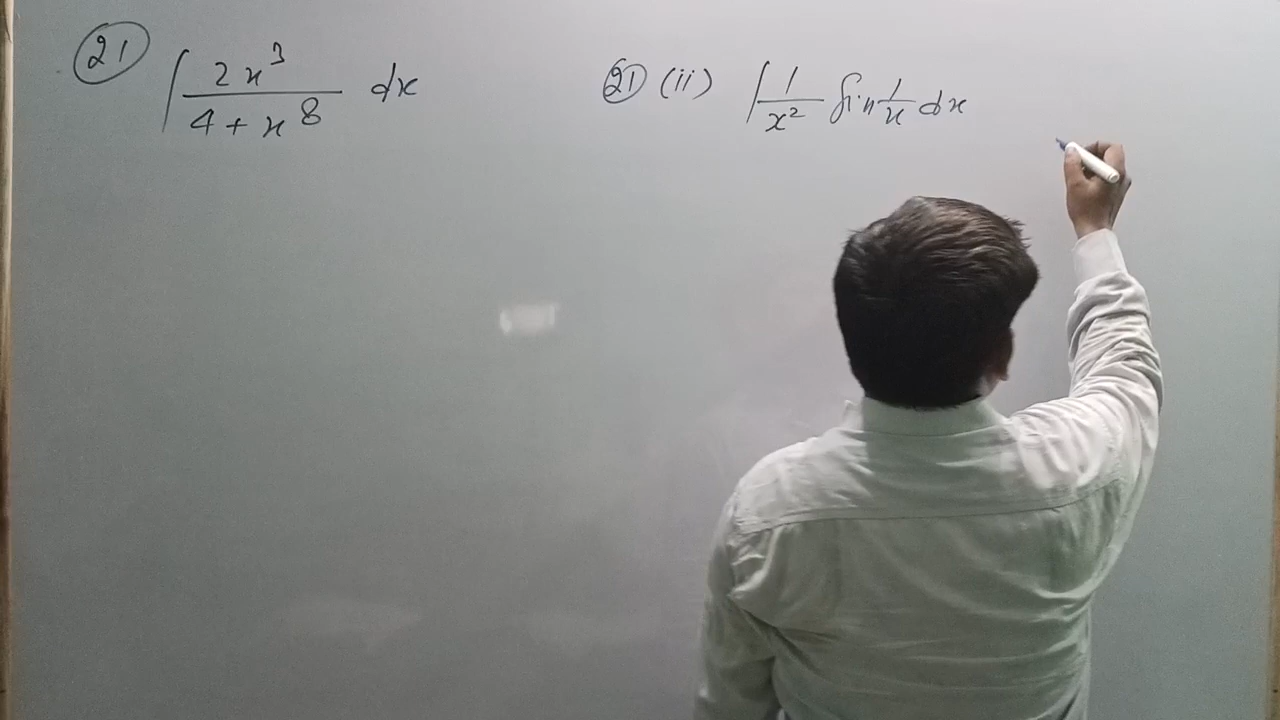 21 ∫ 2x³/(4 + x⁸) dx
21 (ii) ∫ 1/x² Sin 1/x dx